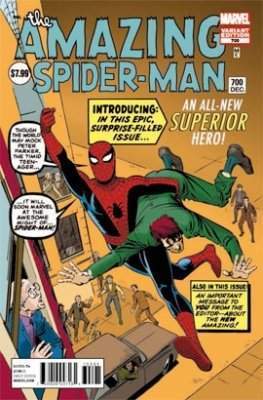 the
AMAZING
SPIDER-MAN
MARVEL
VARIANT
EDITION
700
$7.99
700
DEC.
INTRODUCING:
IN THIS EPIC,
SURPRISE-FILLED
ISSUE...
AN ALL-NEW
SUPERIOR
HERO!
THOUGH THE
WORLD MAY
MOCK PETER
PARKER,
THE TIMID
TEEN-
AGER...
...IT WILL
SOON MARVEL
AT THE
AWESOME
MIGHT OF...
SPIDER-MAN!
ALSO IN THIS ISSUE:
AN IMPORTANT
MESSAGE TO
YOU FROM THE
EDITOR--ABOUT
THE NEW
AMAZING!